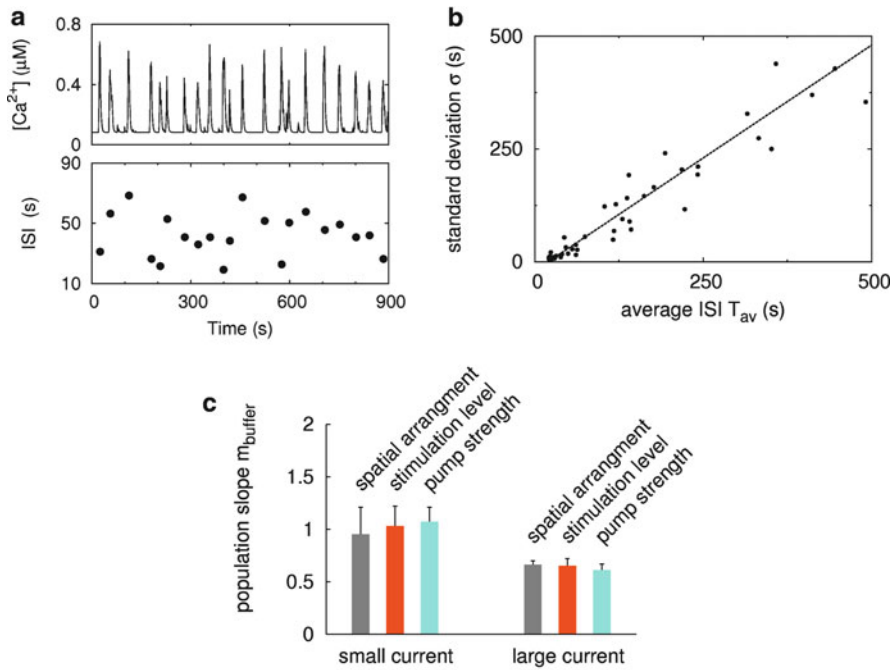 a
0.8
0.4
0
[Ca²⁺] (μM)
90
50
10
ISI (s)
0
300
600
900
Time (s)
b
500
250
0
standard deviation σ (s)
0
250
500
average ISI T_av (s)
c
2
1.5
1
0.5
0
population slope m_buffer
spatial arrangment
stimulation level
pump strength
spatial arrangment
stimulation level
pump strength
small current
large current